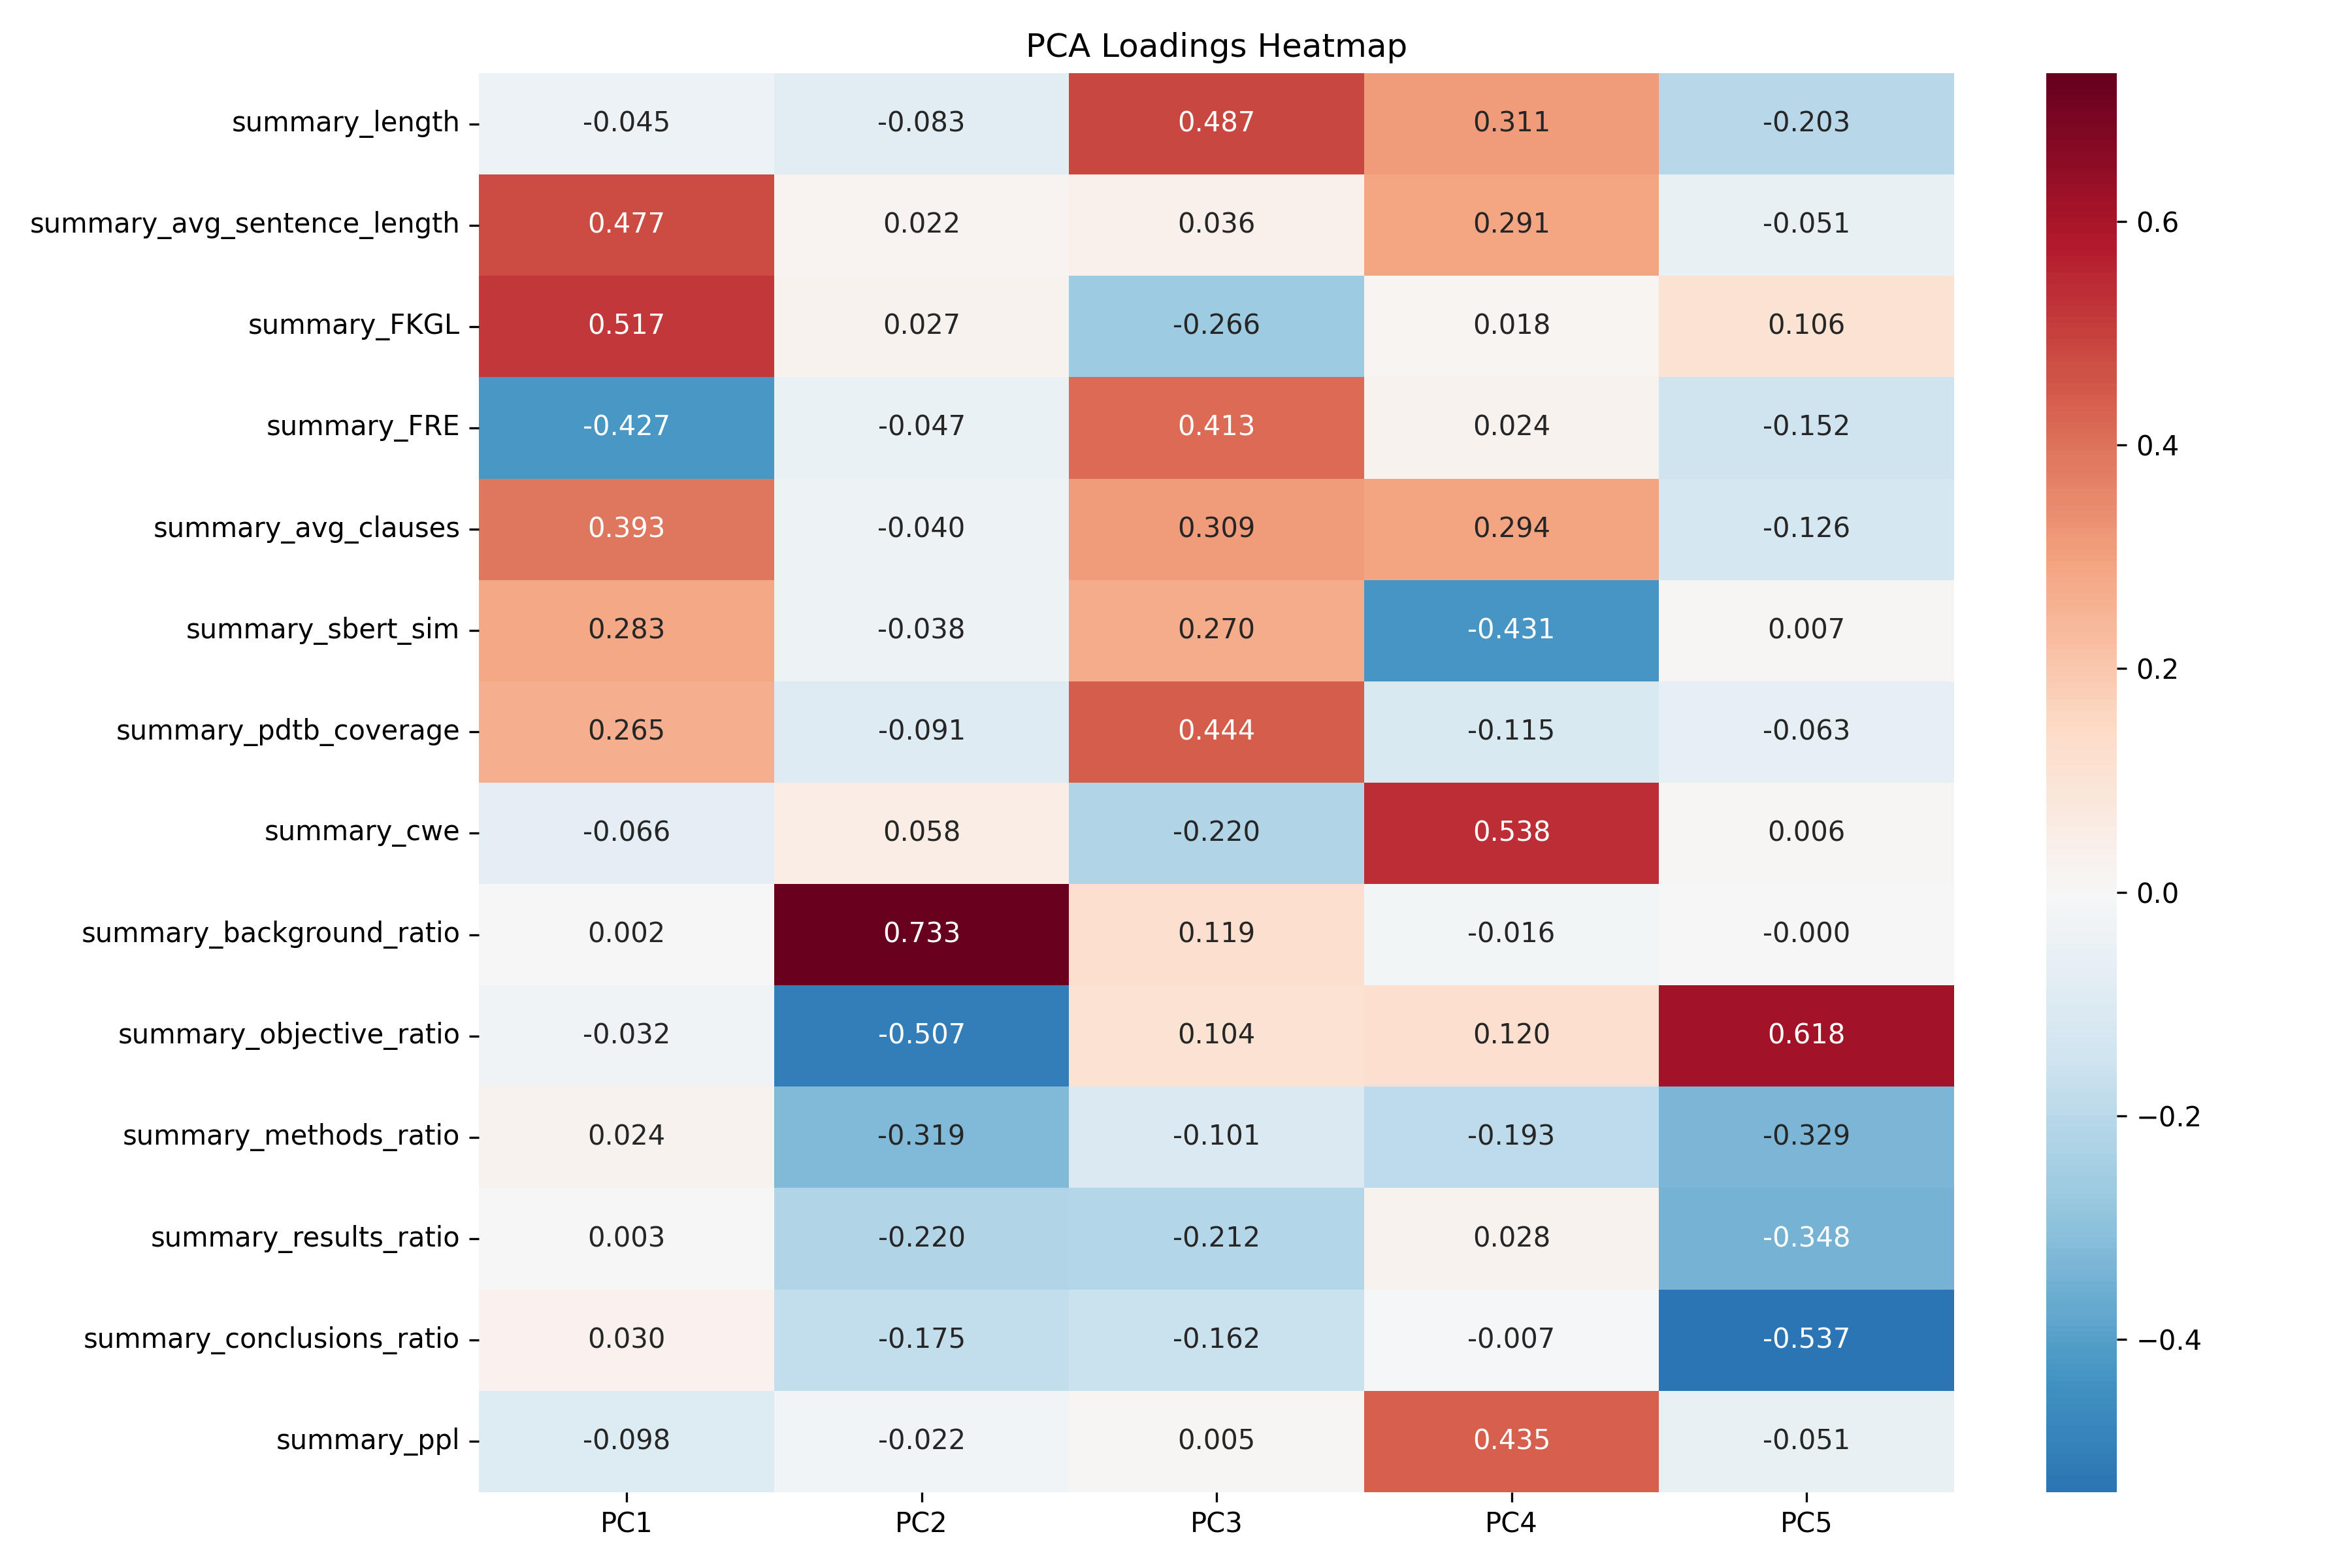 PCA Loadings Heatmap
summary_length -0.045 -0.083 0.487 0.311 -0.203
summary_avg_sentence_length 0.477 0.022 0.036 0.291 -0.051
summary_FKGL 0.517 0.027 -0.266 0.018 0.106
summary_FRE -0.427 -0.047 0.413 0.024 -0.152
summary_avg_clauses 0.393 -0.040 0.309 0.294 -0.126
summary_sbert_sim 0.283 -0.038 0.270 -0.431 0.007
summary_pdtb_coverage 0.265 -0.091 0.444 -0.115 -0.063
summary_cwe -0.066 0.058 -0.220 0.538 0.006
summary_background_ratio 0.002 0.733 0.119 -0.016 -0.000
summary_objective_ratio -0.032 -0.507 0.104 0.120 0.618
summary_methods_ratio 0.024 -0.319 -0.101 -0.193 -0.329
summary_results_ratio 0.003 -0.220 -0.212 0.028 -0.348
summary_conclusions_ratio 0.030 -0.175 -0.162 -0.007 -0.537
summary_ppl -0.098 -0.022 0.005 0.435 -0.051
PC1 PC2 PC3 PC4 PC5
0.6
0.4
0.2
0.0
−0.2
−0.4